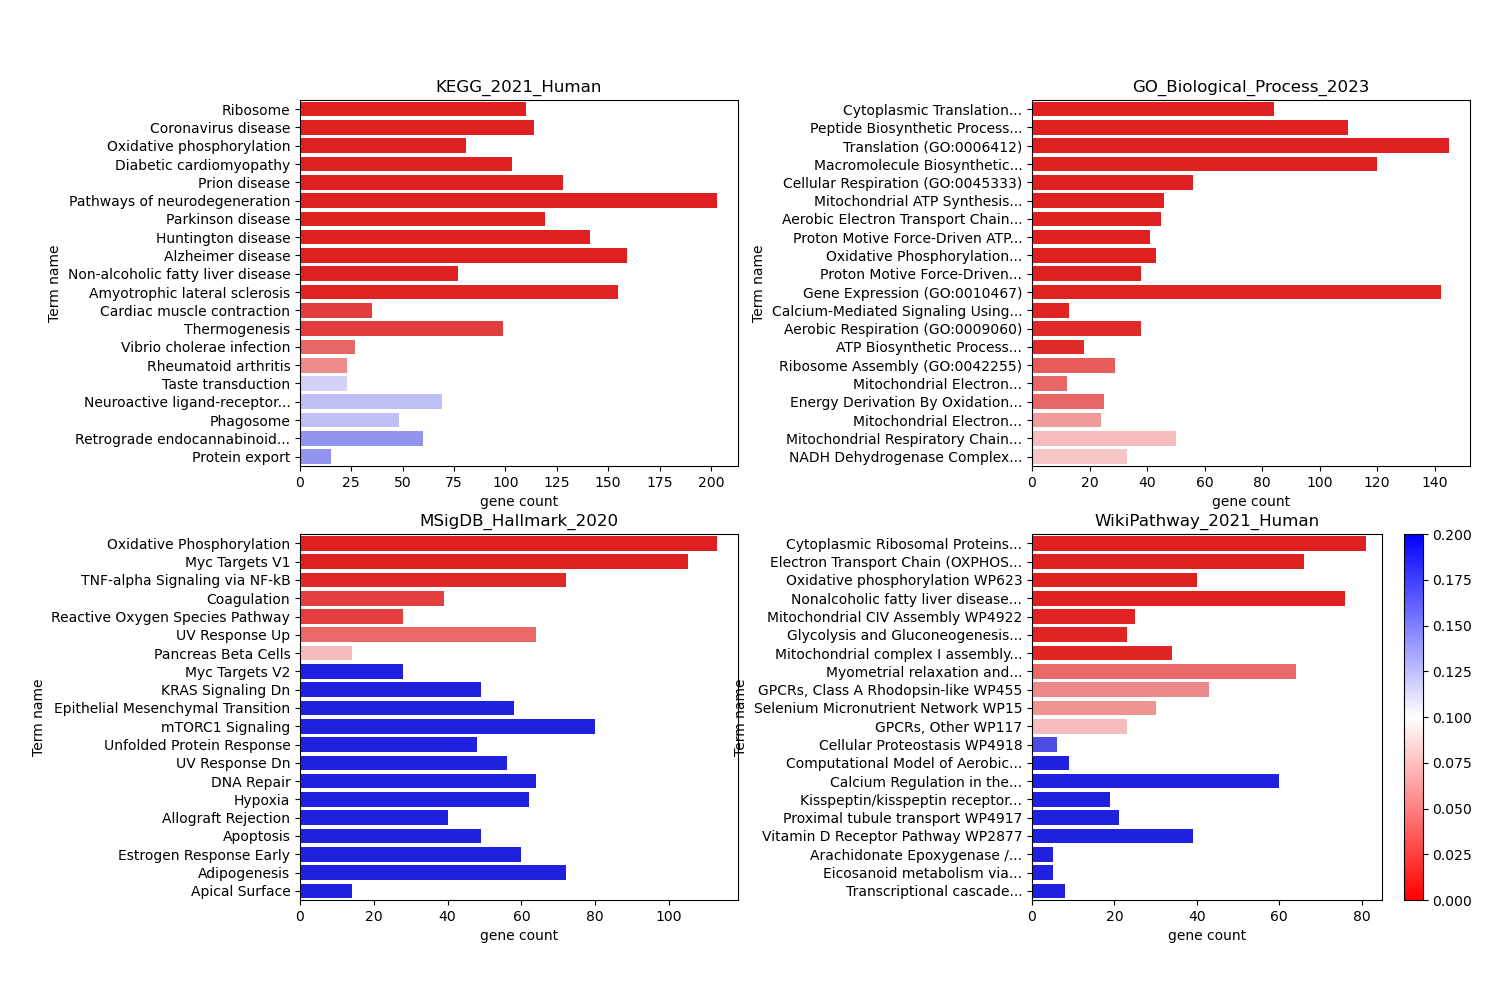 KEGG_2021_Human
Term name
Ribosome
Coronavirus disease
Oxidative phosphorylation
Diabetic cardiomyopathy
Prion disease
Pathways of neurodegeneration
Parkinson disease
Huntington disease
Alzheimer disease
Non-alcoholic fatty liver disease
Amyotrophic lateral sclerosis
Cardiac muscle contraction
Thermogenesis
Vibrio cholerae infection
Rheumatoid arthritis
Taste transduction
Neuroactive ligand-receptor...
Phagosome
Retrograde endocannabinoid...
Protein export
0 25 50 75 100 125 150 175 200
gene count
GO_Biological_Process_2023
Term name
Cytoplasmic Translation...
Peptide Biosynthetic Process...
Translation (GO:0006412)
Macromolecule Biosynthetic...
Cellular Respiration (GO:0045333)
Mitochondrial ATP Synthesis...
Aerobic Electron Transport Chain...
Proton Motive Force-Driven ATP...
Oxidative Phosphorylation...
Proton Motive Force-Driven...
Gene Expression (GO:0010467)
Calcium-Mediated Signaling Using...
Aerobic Respiration (GO:0009060)
ATP Biosynthetic Process...
Ribosome Assembly (GO:0042255)
Mitochondrial Electron...
Energy Derivation By Oxidation...
Mitochondrial Electron...
Mitochondrial Respiratory Chain...
NADH Dehydrogenase Complex...
0 20 40 60 80 100 120 140
gene count
MSigDB_Hallmark_2020
Term name
Oxidative Phosphorylation
Myc Targets V1
TNF-alpha Signaling via NF-kB
Coagulation
Reactive Oxygen Species Pathway
UV Response Up
Pancreas Beta Cells
Myc Targets V2
KRAS Signaling Dn
Epithelial Mesenchymal Transition
mTORC1 Signaling
Unfolded Protein Response
UV Response Dn
DNA Repair
Hypoxia
Allograft Rejection
Apoptosis
Estrogen Response Early
Adipogenesis
Apical Surface
0 20 40 60 80 100
gene count
WikiPathway_2021_Human
Term name
Cytoplasmic Ribosomal Proteins...
Electron Transport Chain (OXPHOS...
Oxidative phosphorylation WP623
Nonalcoholic fatty liver disease...
Mitochondrial CIV Assembly WP4922
Glycolysis and Gluconeogenesis...
Mitochondrial complex I assembly...
Myometrial relaxation and...
GPCRs, Class A Rhodopsin-like WP455
Selenium Micronutrient Network WP15
GPCRs, Other WP117
Cellular Proteostasis WP4918
Computational Model of Aerobic...
Calcium Regulation in the...
Kisspeptin/kisspeptin receptor...
Proximal tubule transport WP4917
Vitamin D Receptor Pathway WP2877
Arachidonate Epoxygenase /...
Eicosanoid metabolism via...
Transcriptional cascade...
0 20 40 60 80
gene count
0.200
0.175
0.150
0.125
0.100
0.075
0.050
0.025
0.000